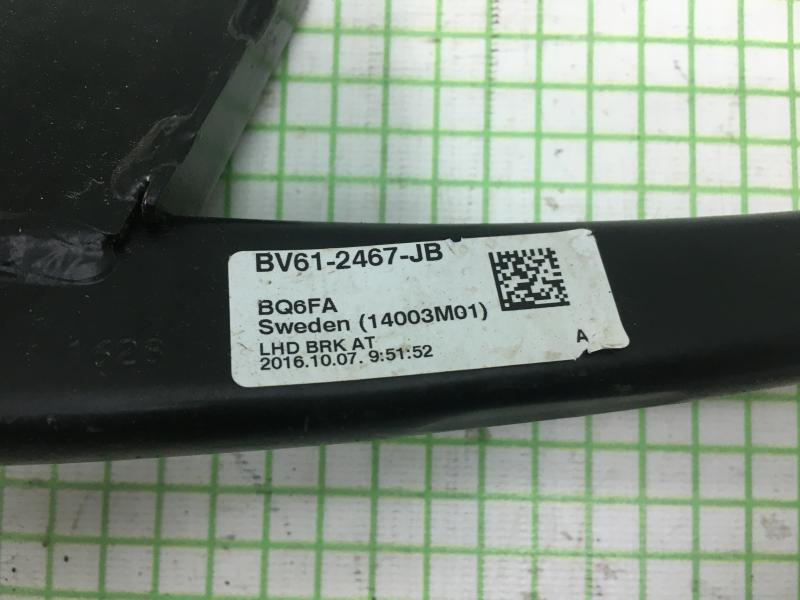 BV61-2467-JB
BQ6FA
Sweden (14003M01)
LHD BRK AT
2016.10.07. 9:51:52
A